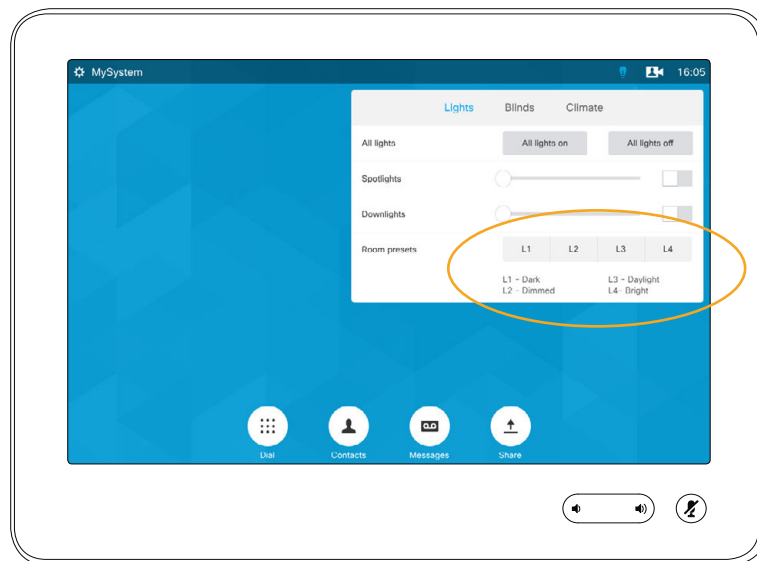 MySystem 16:05
Lights Blinds Climate
All lights All lights on All lights off
Spotlights
Downlights
Room presets L1 L2 L3 L4
L1 - Dark L3 - Daylight
L2 - Dimmed L4- Bright
Dial Contacts Messages Share